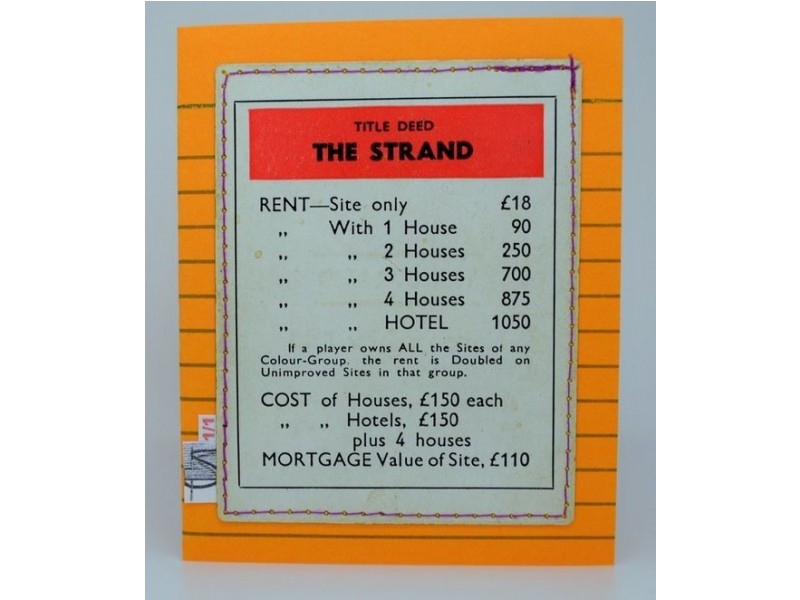 TITLE DEED
THE STRAND
RENT—Site only £18
„ With 1 House 90
„ „ 2 Houses 250
„ „ 3 Houses 700
„ „ 4 Houses 875
„ „ HOTEL 1050
If a player owns ALL the Sites of any
Colour-Group, the rent is Doubled on
Unimproved Sites in that group.
COST of Houses, £150 each
„ „ Hotels, £150
plus 4 houses
MORTGAGE Value of Site, £110
1/1